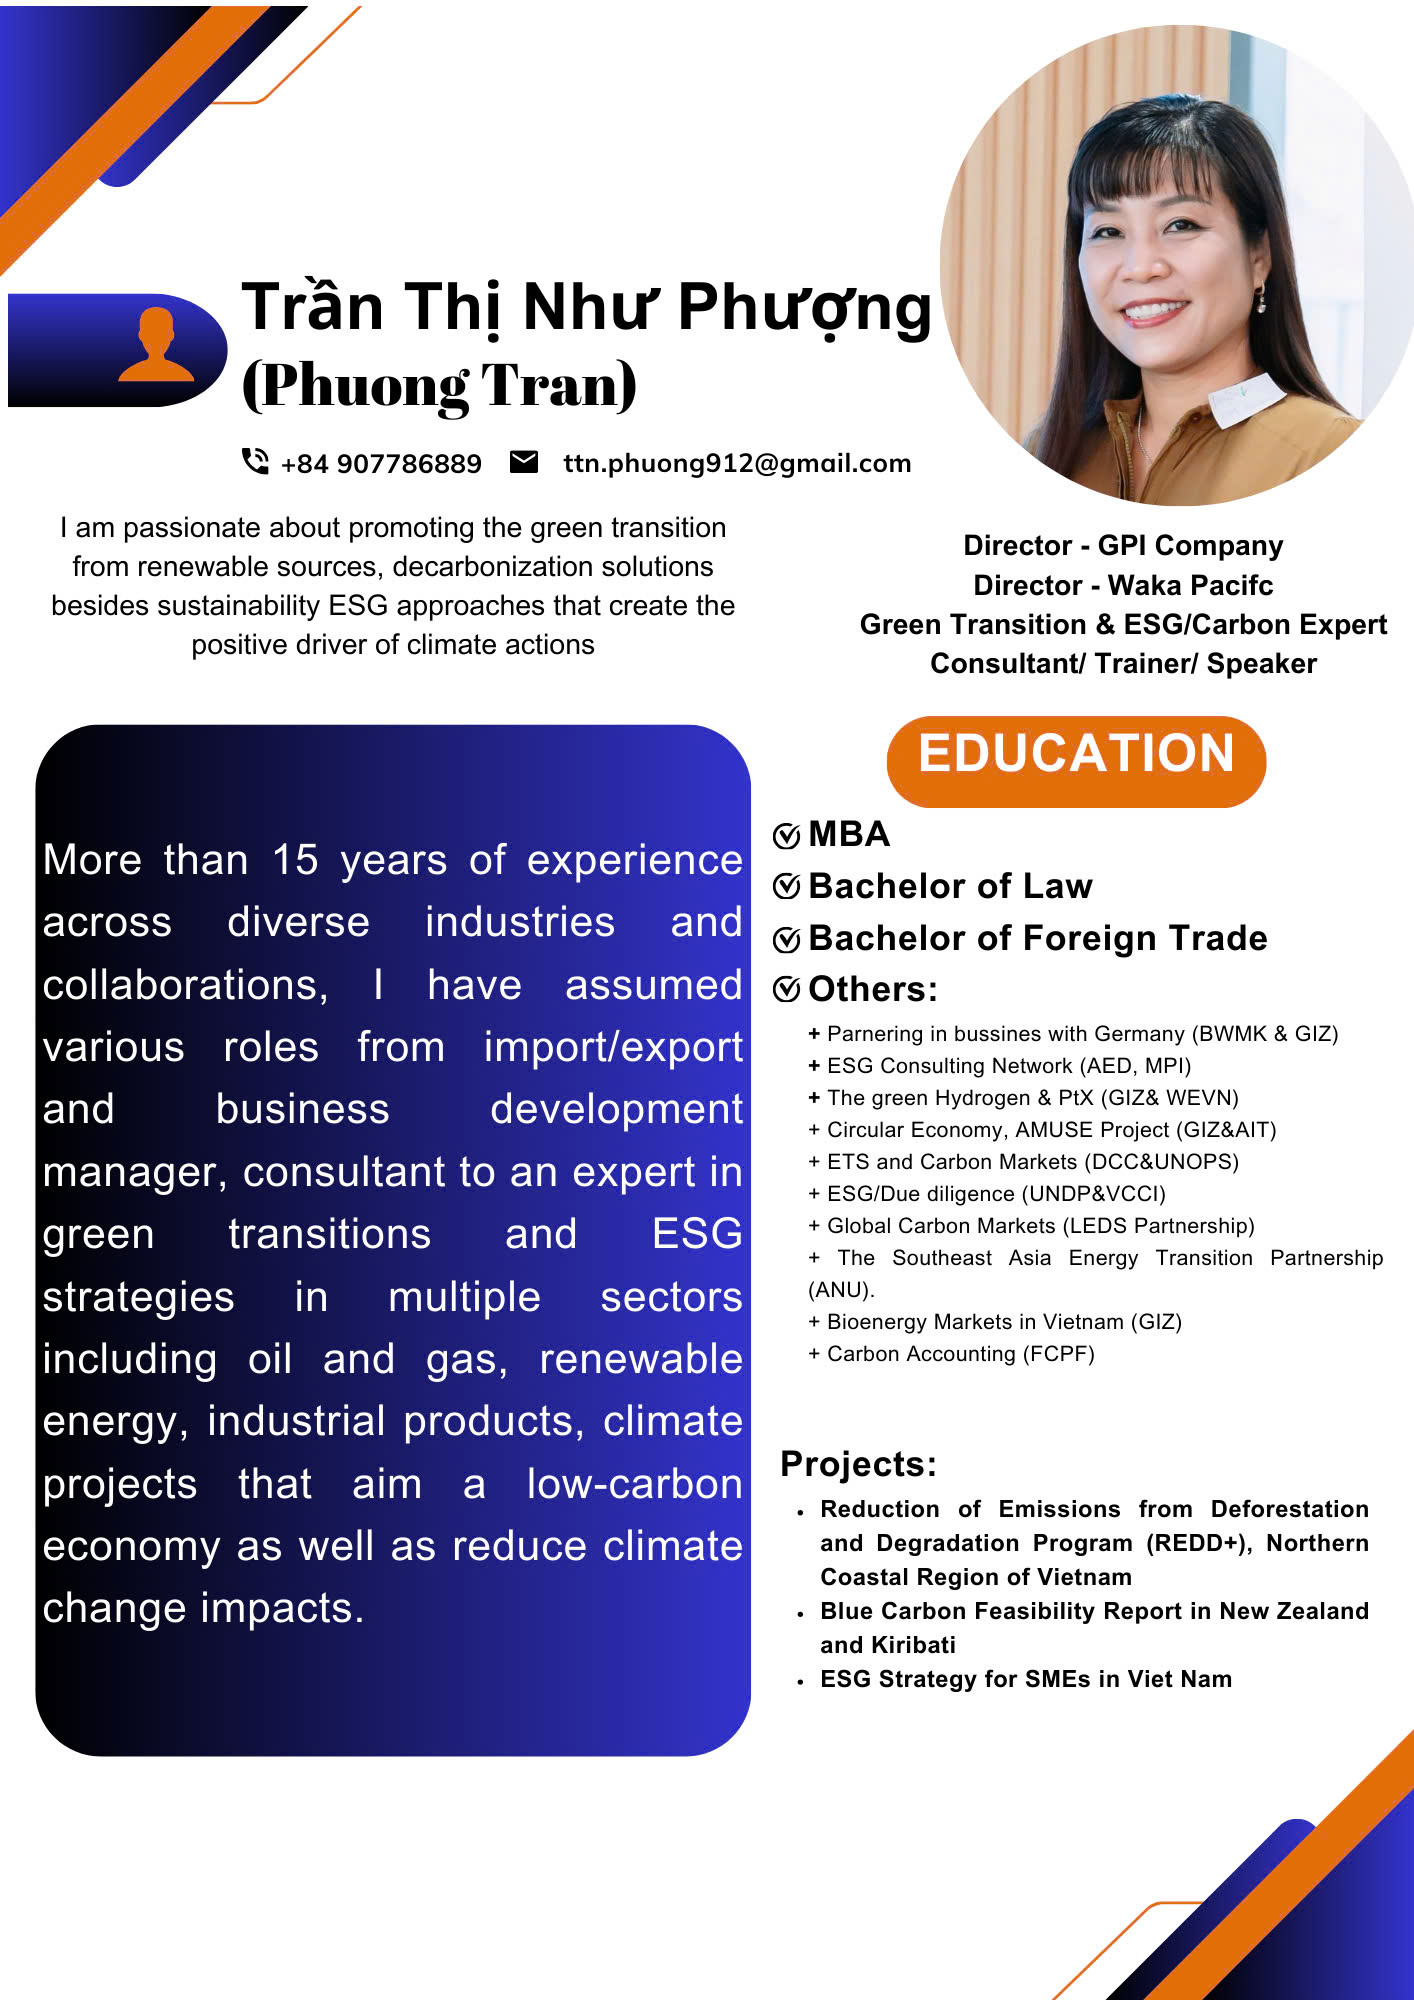 Trần Thị Như Phượng
(Phuong Tran)
+84 907786889 ttn.phuong912@gmail.com
I am passionate about promoting the green transition
from renewable sources, decarbonization solutions
besides sustainability ESG approaches that create the
positive driver of climate actions
Director - GPI Company
Director - Waka Pacifc
Green Transition & ESG/Carbon Expert
Consultant/ Trainer/ Speaker
More than 15 years of experience
across diverse industries and
collaborations, I have assumed
various roles from import/export
and business development
manager, consultant to an expert in
green transitions and ESG
strategies in multiple sectors
including oil and gas, renewable
energy, industrial products, climate
projects that aim a low-carbon
economy as well as reduce climate
change impacts.
EDUCATION
MBA
Bachelor of Law
Bachelor of Foreign Trade
Others:
+ Parnering in bussines with Germany (BWMK & GIZ)
+ ESG Consulting Network (AED, MPI)
+ The green Hydrogen & PtX (GIZ& WEVN)
+ Circular Economy, AMUSE Project (GIZ&AIT)
+ ETS and Carbon Markets (DCC&UNOPS)
+ ESG/Due diligence (UNDP&VCCI)
+ Global Carbon Markets (LEDS Partnership)
+ The Southeast Asia Energy Transition Partnership
(ANU).
+ Bioenergy Markets in Vietnam (GIZ)
+ Carbon Accounting (FCPF)
Projects:
• Reduction of Emissions from Deforestation
and Degradation Program (REDD+), Northern
Coastal Region of Vietnam
• Blue Carbon Feasibility Report in New Zealand
and Kiribati
• ESG Strategy for SMEs in Viet Nam